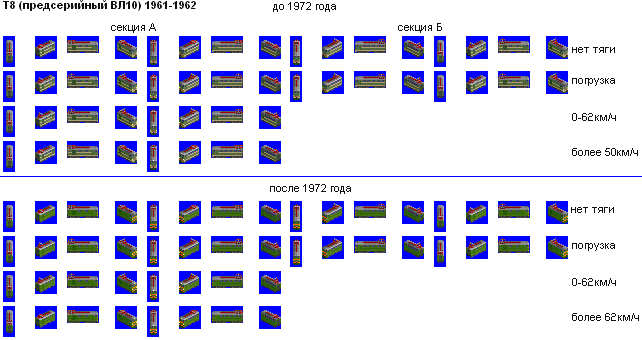 Т8 (предсерийный ВЛ10) 1961-1962
до 1972 года
секция А
секция Б
нет тяги
погрузка
0-62км/ч
более 50км/ч
после 1972 года
нет тяги
погрузка
0-62км/ч
более 62км/ч